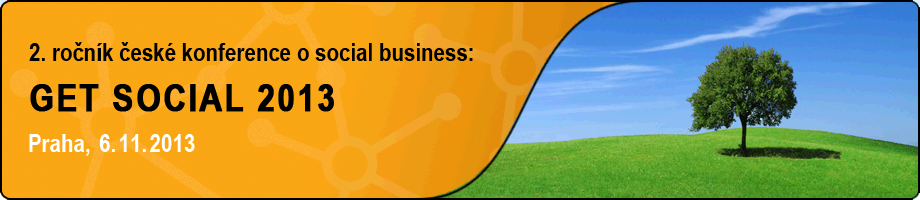 2. ročník české konference o social business:
GET SOCIAL 2013
Praha, 6.11.2013